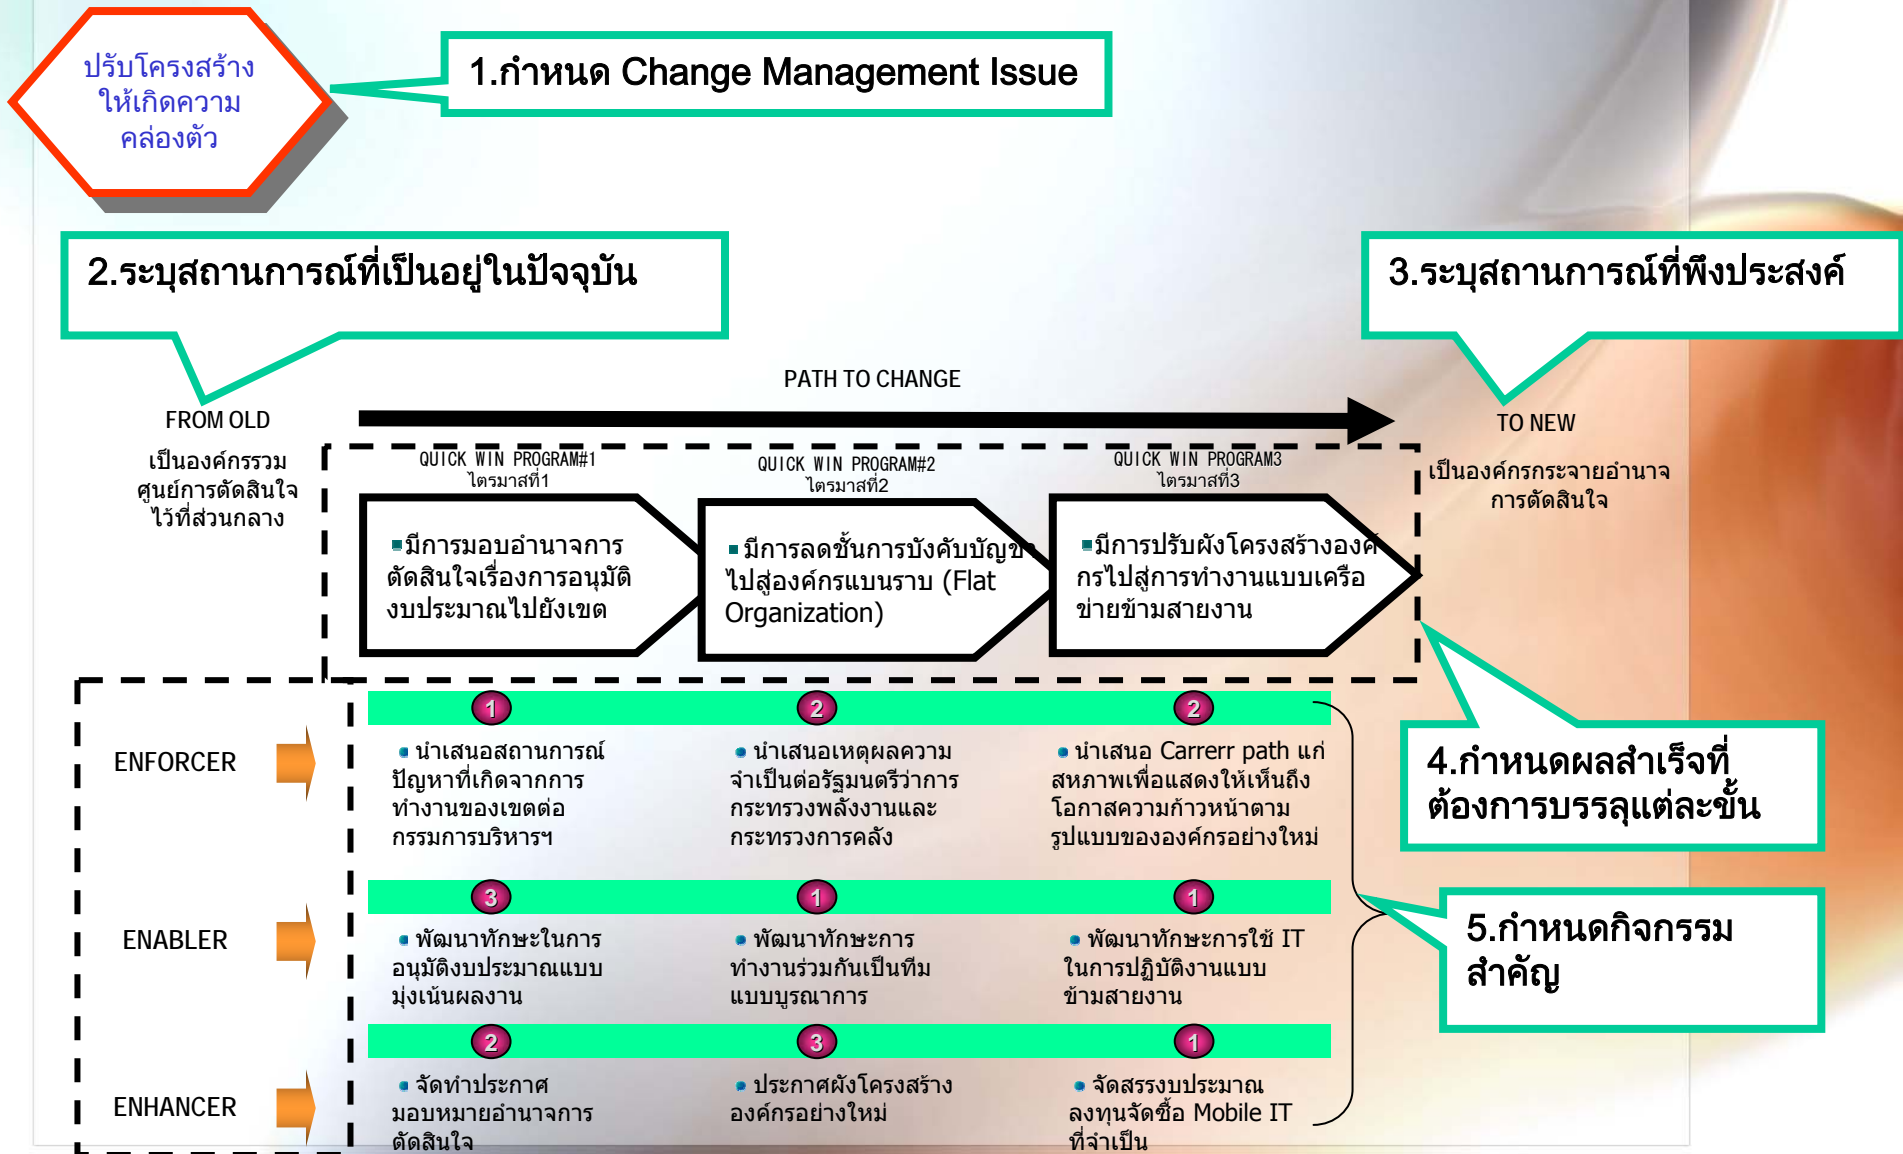 ปรับโครงสร้าง
ให้เกิดความ
คล่องตัว
1.กำหนด Change Management Issue
2.ระบุสถานการณ์ที่เป็นอยู่ในปัจจุบัน
3.ระบุสถานการณ์ที่พึงประสงค์
PATH TO CHANGE
FROM OLD
เป็นองค์กรรวม
ศูนย์การตัดสินใจ
ไว้ที่ส่วนกลาง
TO NEW
เป็นองค์กรกระจายอำนาจ
การตัดสินใจ
QUICK WIN PROGRAM#1
ไตรมาสที่1
▪มีการมอบอำนาจการ
ตัดสินใจเรื่องการอนุมัติ
งบประมาณไปยังเขต
QUICK WIN PROGRAM#2
ไตรมาสที่2
▪มีการลดชั้นการบังคับบัญชา
ไปสู่องค์กรแบนราบ (Flat
Organization)
QUICK WIN PROGRAM3
ไตรมาสที่3
▪มีการปรับผังโครงสร้างองค์
กรไปสู่การทำงานแบบเครือ
ข่ายข้ามสายงาน
4.กำหนดผลสำเร็จที่
ต้องการบรรลุแต่ละขั้น
5.กำหนดกิจกรรม
สำคัญ
ENFORCER
1
• นำเสนอสถานการณ์
ปัญหาที่เกิดจากการ
ทำงานของเขตต่อ
กรรมการบริหารฯ
2
• นำเสนอเหตุผลความ
จำเป็นต่อรัฐมนตรีว่าการ
กระทรวงพลังงานและ
กระทรวงการคลัง
2
• นำเสนอ Carrerr path แก่
สหภาพเพื่อแสดงให้เห็นถึง
โอกาสความก้าวหน้าตาม
รูปแบบขององค์กรอย่างใหม่
ENABLER
3
• พัฒนาทักษะในการ
อนุมัติงบประมาณแบบ
มุ่งเน้นผลงาน
1
• พัฒนาทักษะการ
ทำงานร่วมกันเป็นทีม
แบบบูรณาการ
1
• พัฒนาทักษะการใช้ IT
ในการปฏิบัติงานแบบ
ข้ามสายงาน
ENHANCER
2
• จัดทำประกาศ
มอบหมายอำนาจการ
ตัดสินใจ
3
• ประกาศผังโครงสร้าง
องค์กรอย่างใหม่
1
• จัดสรรงบประมาณ
ลงทุนจัดซื้อ Mobile IT
ที่จำเป็น